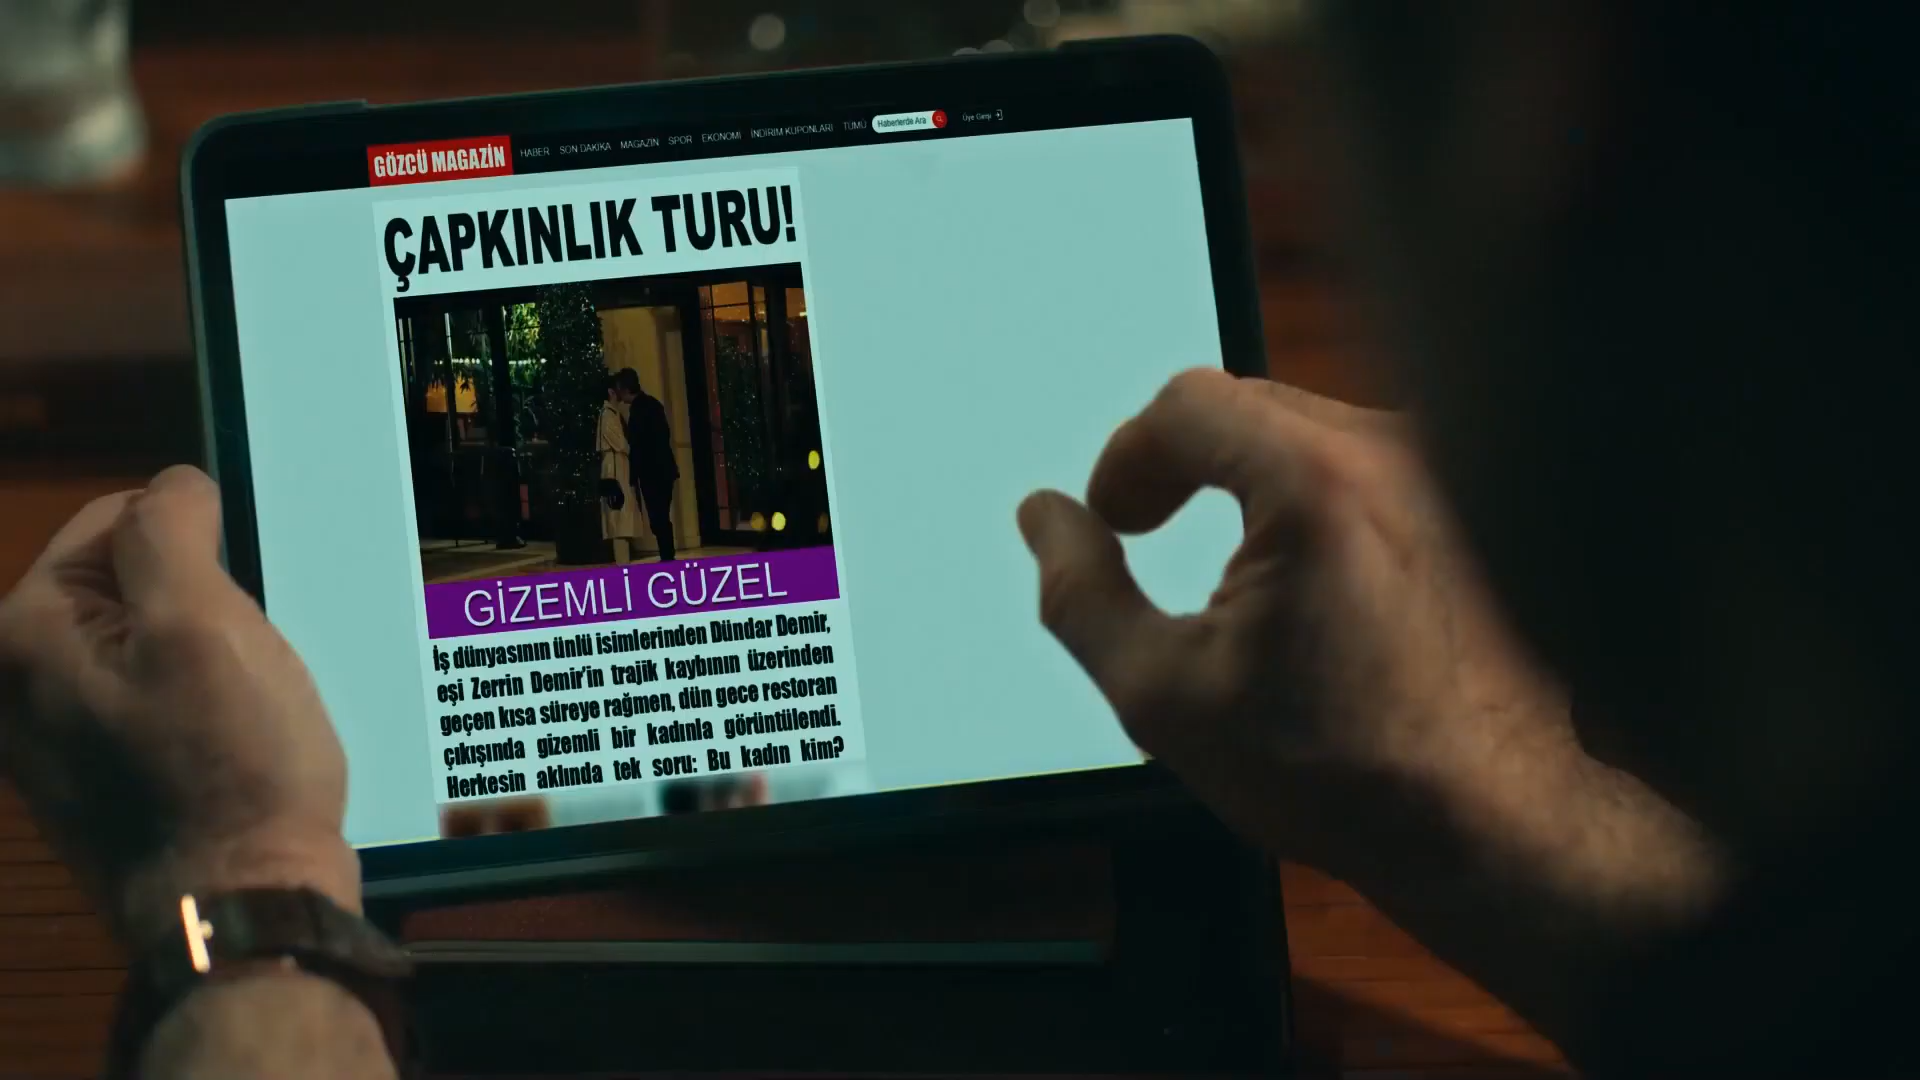 GÖZCÜ MAGAZİN HABER SON DAKİKA MAGAZİN SPOR EKONOMİ İNDİRİM KUPONLARI TÜMÜ Haberlerde Ara Üye Girişi
ÇAPKINLIK TURU!
GİZEMLİ GÜZEL
İş dünyasının ünlü isimlerinden Dündar Demir,
eşi Zerrin Demir'in trajik kaybının üzerinden
geçen kısa süreye rağmen, dün gece restoran
çıkışında gizemli bir kadınla görüntülendi.
Herkesin aklında tek soru: Bu kadın kim?